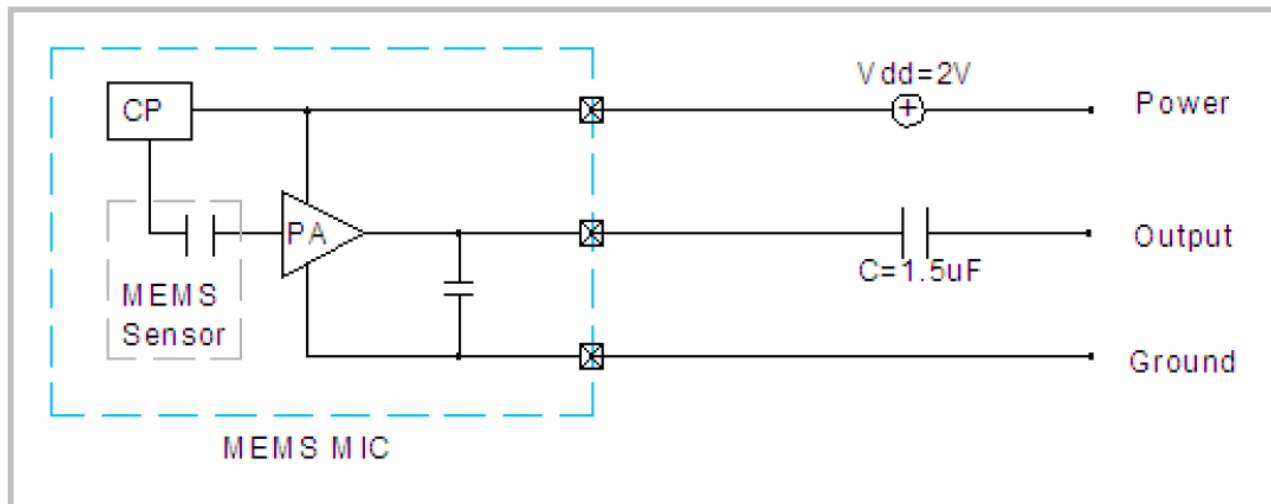 Vdd=2V
Power
CP
PA
Output
C=1.5uF
MEMS
Sensor
Ground
MEMS MIC